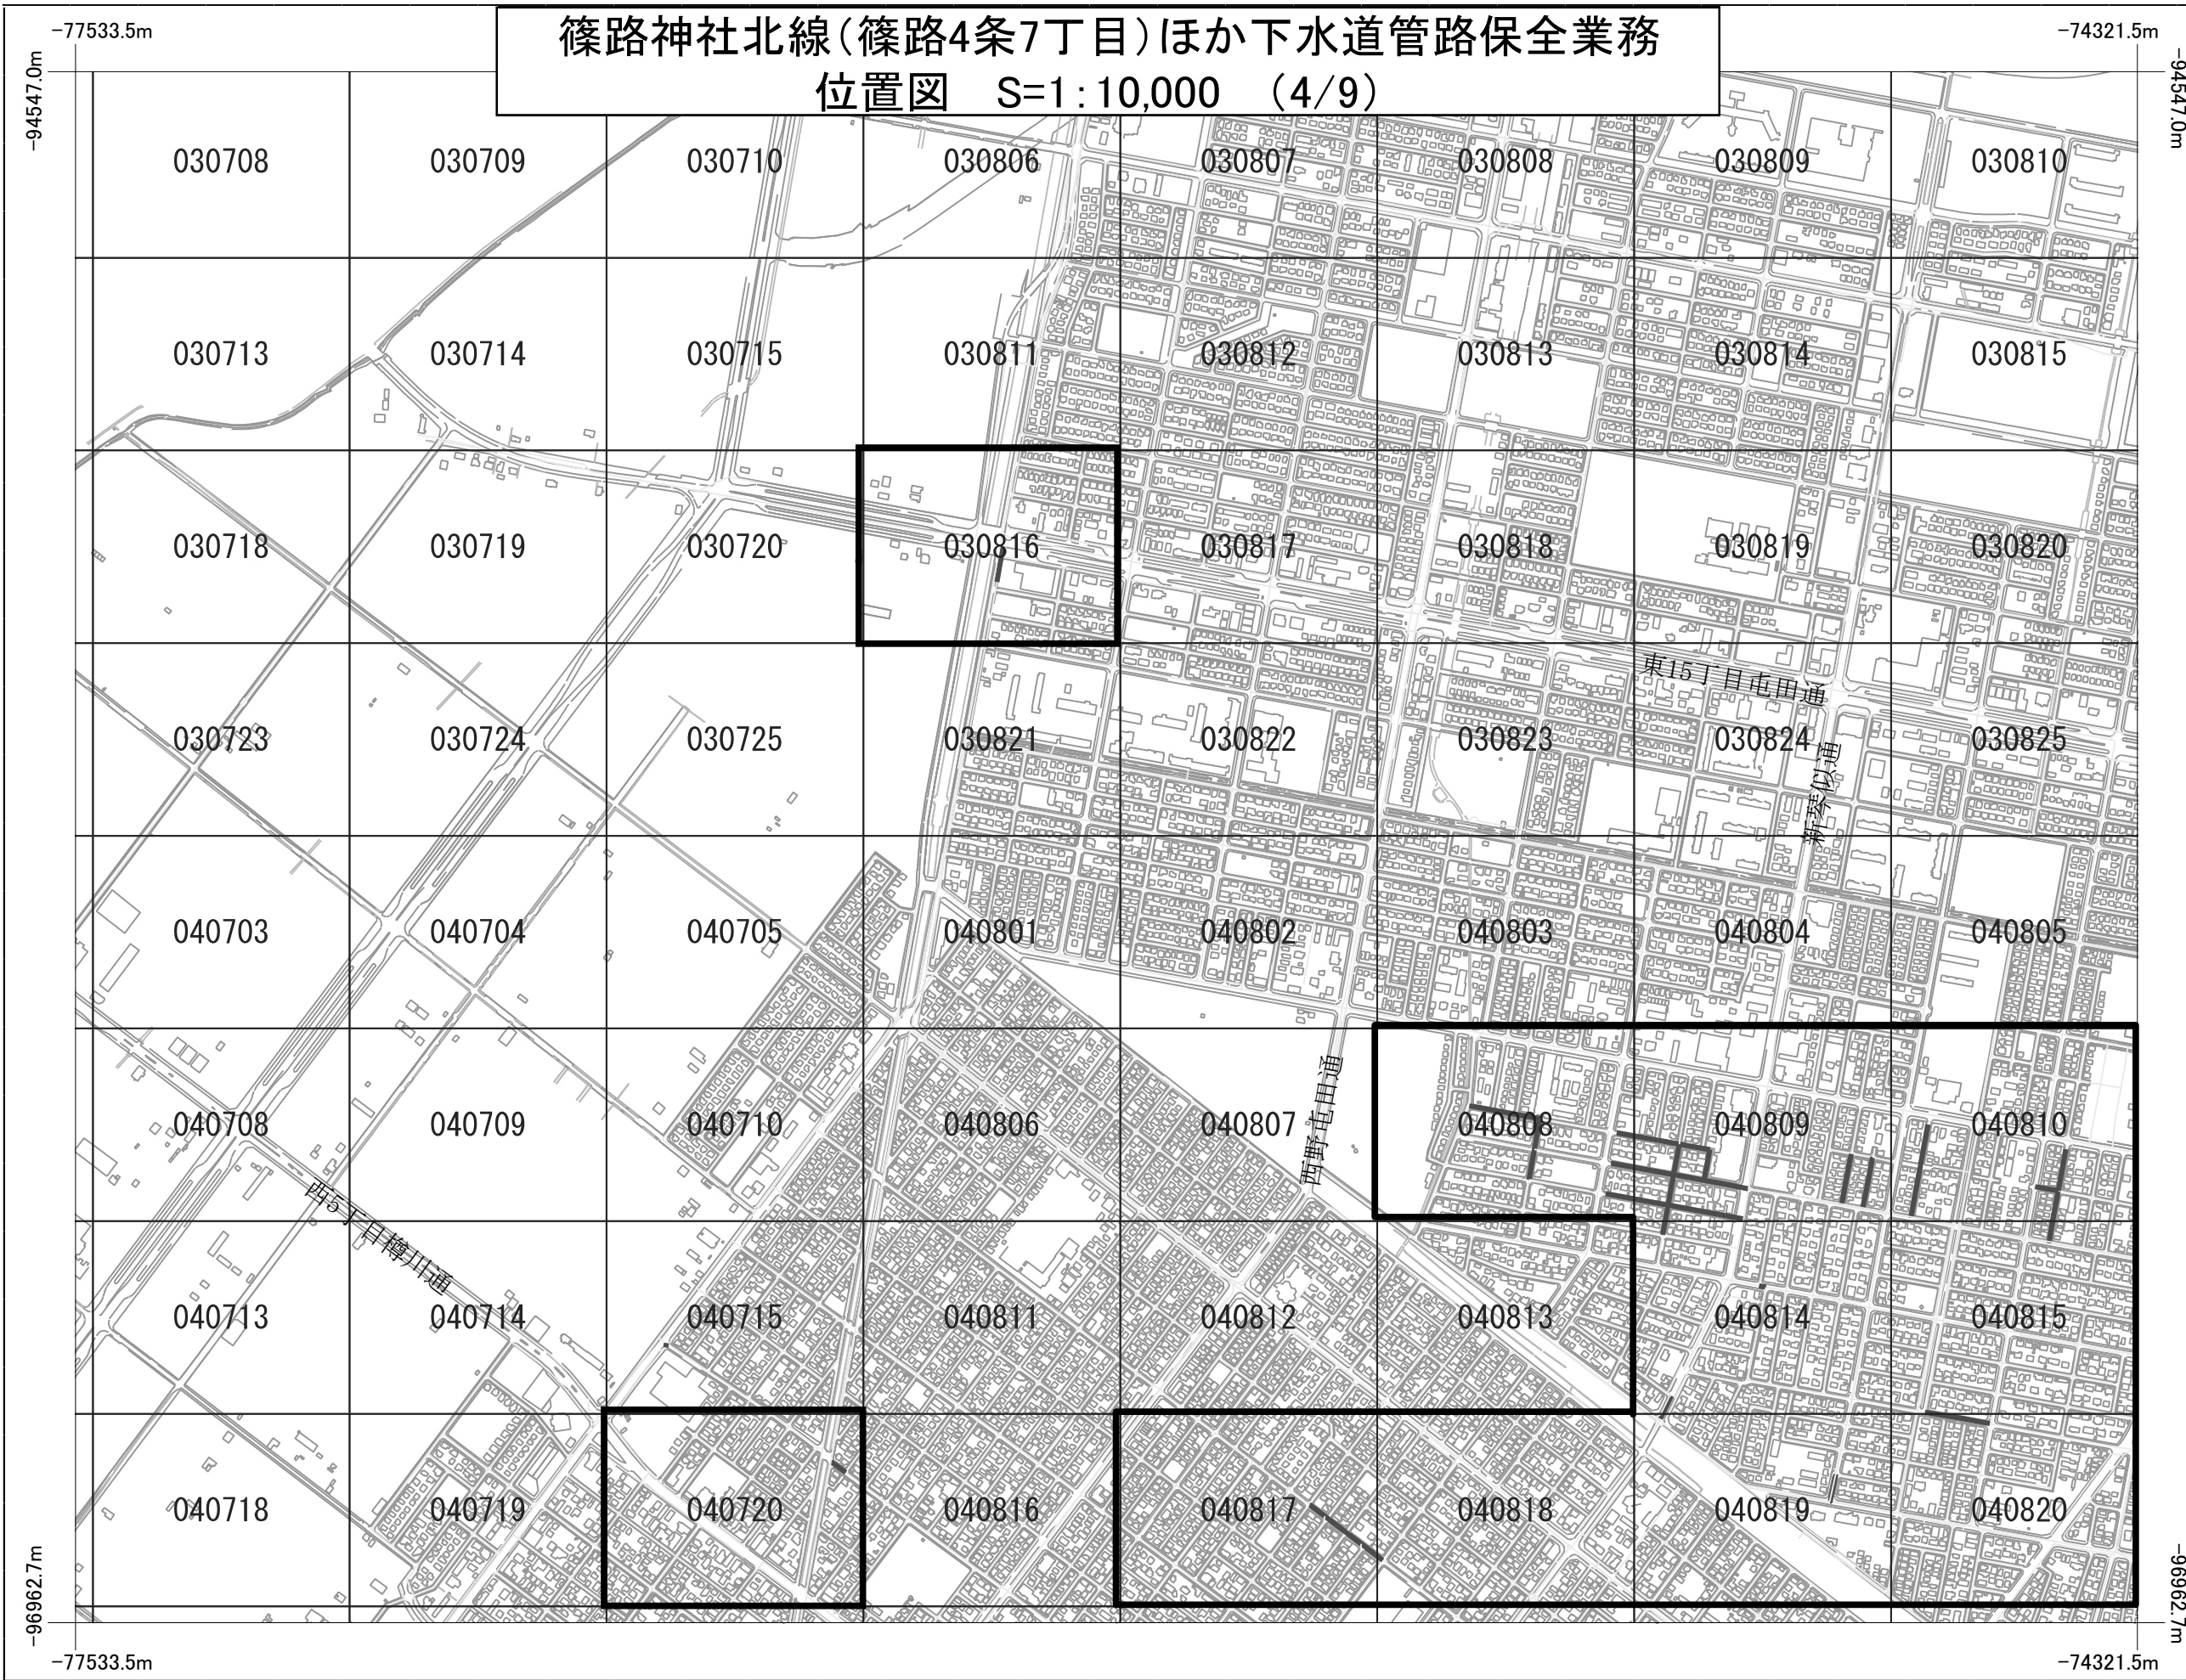 -77533.5m
篠路神社北線(篠路4条7丁目)ほか下水道管路保全業務
-74321.5m
位置図　S=1:10,000　(4/9)
-94547.0m
-94547.0m
030708 030709 030710 030806 030807 030808 030809 030810
030713 030714 030715 030811 030812 030813 030814 030815
030718 030719 030720 030816 030817 030818 030819 030820
東15丁目屯田通
030723 030724 030725 030821 030822 030823 030824 030825
新琴似通
040703 040704 040705 040801 040802 040803 040804 040805
040708 040709 040710 040806 040807 040808 040809 040810
西野屯田通
西5丁目樽川通
040713 040714 040715 040811 040812 040813 040814 040815
040718 040719 040720 040816 040817 040818 040819 040820
-96962.7m
-96962.7m
-77533.5m
-74321.5m